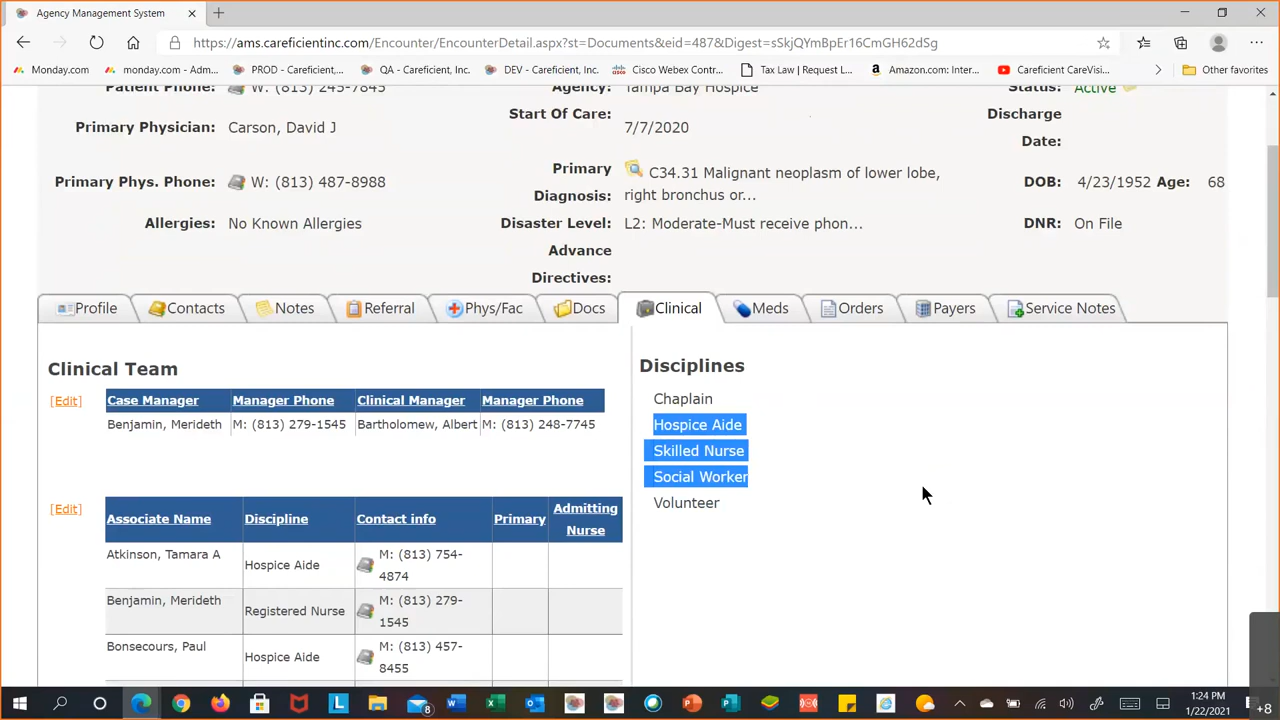 Agency Management System
https://ams.careficientinc.com/Encounter/EncounterDetail.aspx?st=Documents&eid=487&Digest=sSkjQYmBpEr16CmGH62dSg
Monday.com monday.com - Adm... PROD - Careficient,... QA - Careficient, Inc. DEV - Careficient, Inc. Cisco Webex Contr... Tax Law | Request L... Amazon.com: Inter... Careficient CareVisi... Other favorites
Patient Phone: W: (813) 245-7845 Agency: Tampa Bay Hospice Status: Active
Primary Physician: Carson, David J Start Of Care: 7/7/2020 Discharge
Date:
Primary Phys. Phone: W: (813) 487-8988 Primary
Diagnosis: C34.31 Malignant neoplasm of lower lobe,
right bronchus or... DOB: 4/23/1952 Age: 68
Allergies: No Known Allergies Disaster Level: L2: Moderate-Must receive phon... DNR: On File
Advance
Directives:
Profile Contacts Notes Referral Phys/Fac Docs Clinical Meds Orders Payers Service Notes
Clinical Team
[Edit] Case Manager Manager Phone Clinical Manager Manager Phone
Benjamin, Merideth M: (813) 279-1545 Bartholomew, Albert M: (813) 248-7745
[Edit] Associate Name Discipline Contact info Primary Admitting
Nurse
Atkinson, Tamara A Hospice Aide M: (813) 754-
4874
Benjamin, Merideth Registered Nurse M: (813) 279-
1545
Bonsecours, Paul Hospice Aide M: (813) 457-
8455
Disciplines
Chaplain
Hospice Aide
Skilled Nurse
Social Worker
Volunteer
8
1:24 PM
1/22/2021
+8